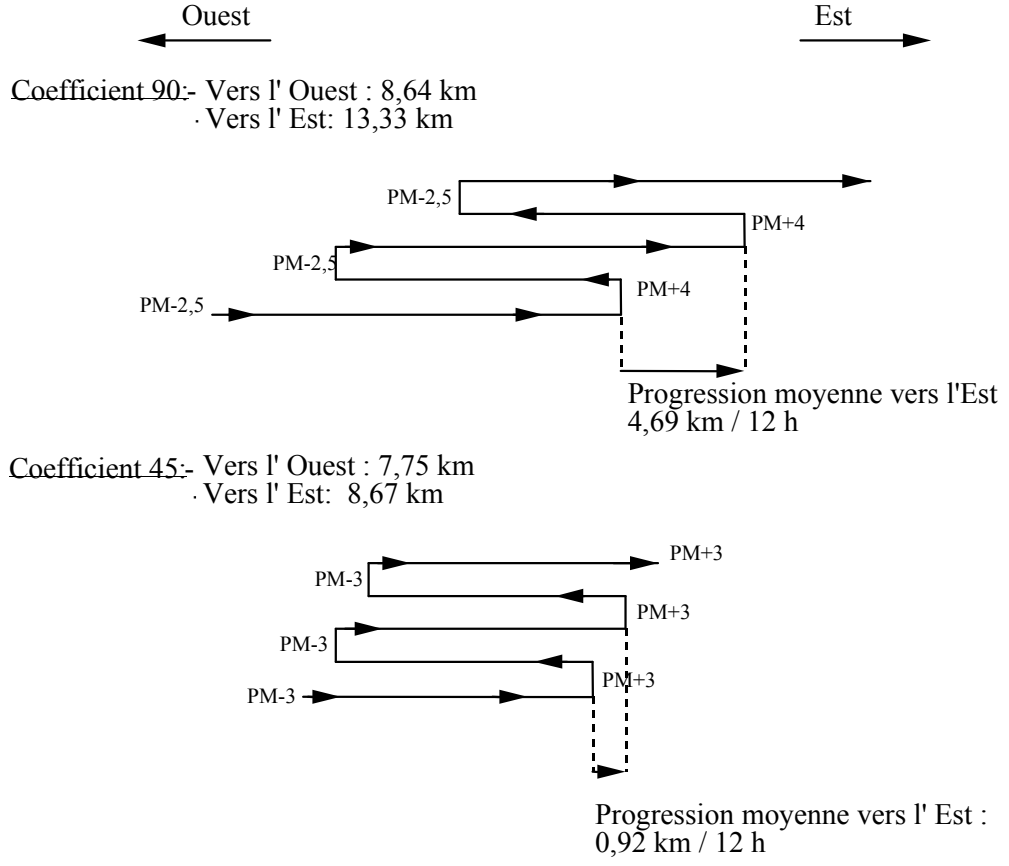 Ouest
Est
Coefficient 90:- Vers l' Ouest : 8,64 km
· Vers l' Est: 13,33 km
PM-2,5
PM+4
PM-2,5
PM+4
PM-2,5
Progression moyenne vers l'Est
4,69 km / 12 h
Coefficient 45:- Vers l' Ouest : 7,75 km
· Vers l' Est: 8,67 km
PM+3
PM-3
PM+3
PM-3
PM+3
PM-3
Progression moyenne vers l' Est :
0,92 km / 12 h